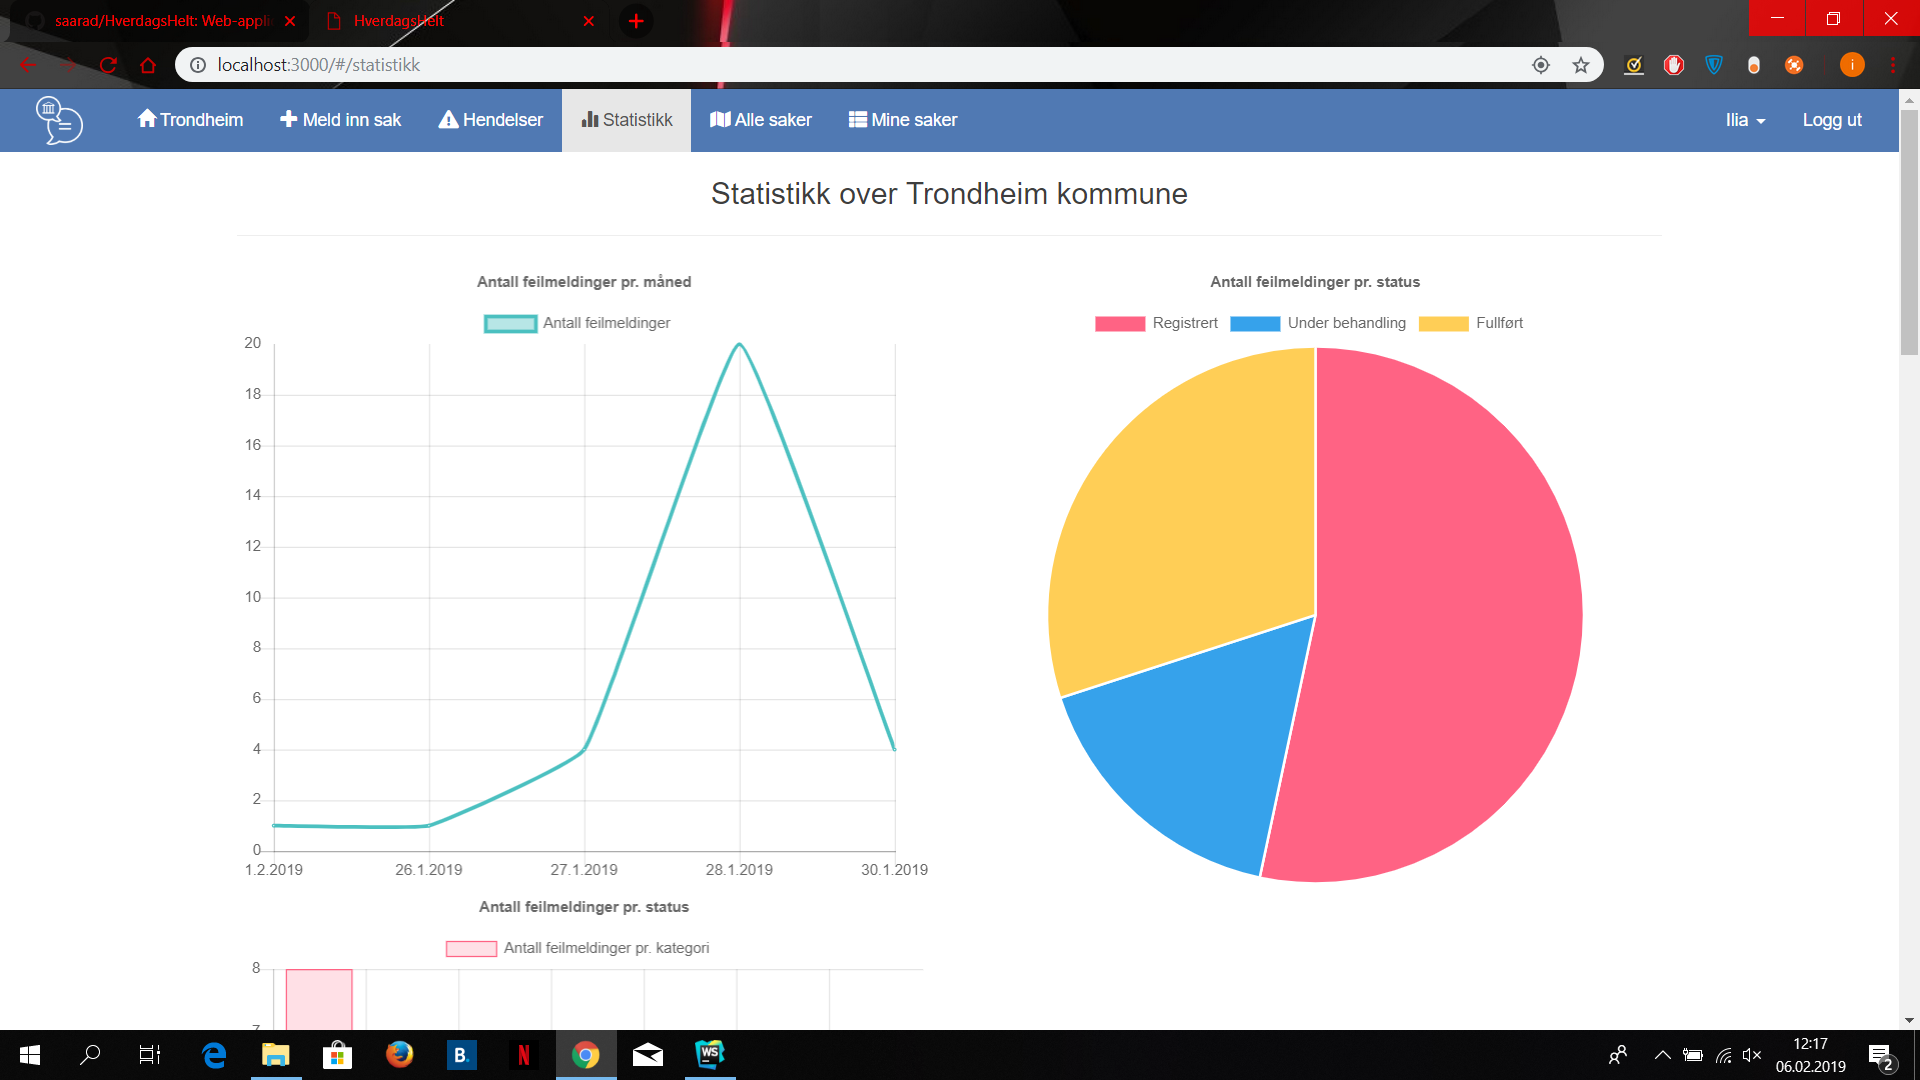 saarad/HverdagsHelt: Web-appli
HverdagsHelt
localhost:3000/#/statistikk
i
Trondheim
Meld inn sak
Hendelser
Statistikk
Alle saker
Mine saker
Ilia
Logg ut
Statistikk over Trondheim kommune
Antall feilmeldinger pr. måned
Antall feilmeldinger
20
18
16
14
12
10
8
6
4
2
0
1.2.2019
26.1.2019
27.1.2019
28.1.2019
30.1.2019
Antall feilmeldinger pr. status
Registrert
Under behandling
Fullført
Antall feilmeldinger pr. status
Antall feilmeldinger pr. kategori
8
7
B.
N
WS
12:17
06.02.2019
2